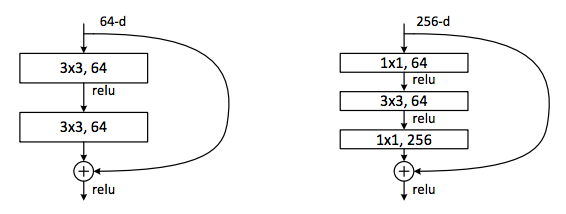 64-d
3x3, 64
relu
3x3, 64
relu
256-d
1x1, 64
relu
3x3, 64
relu
1x1, 256
relu